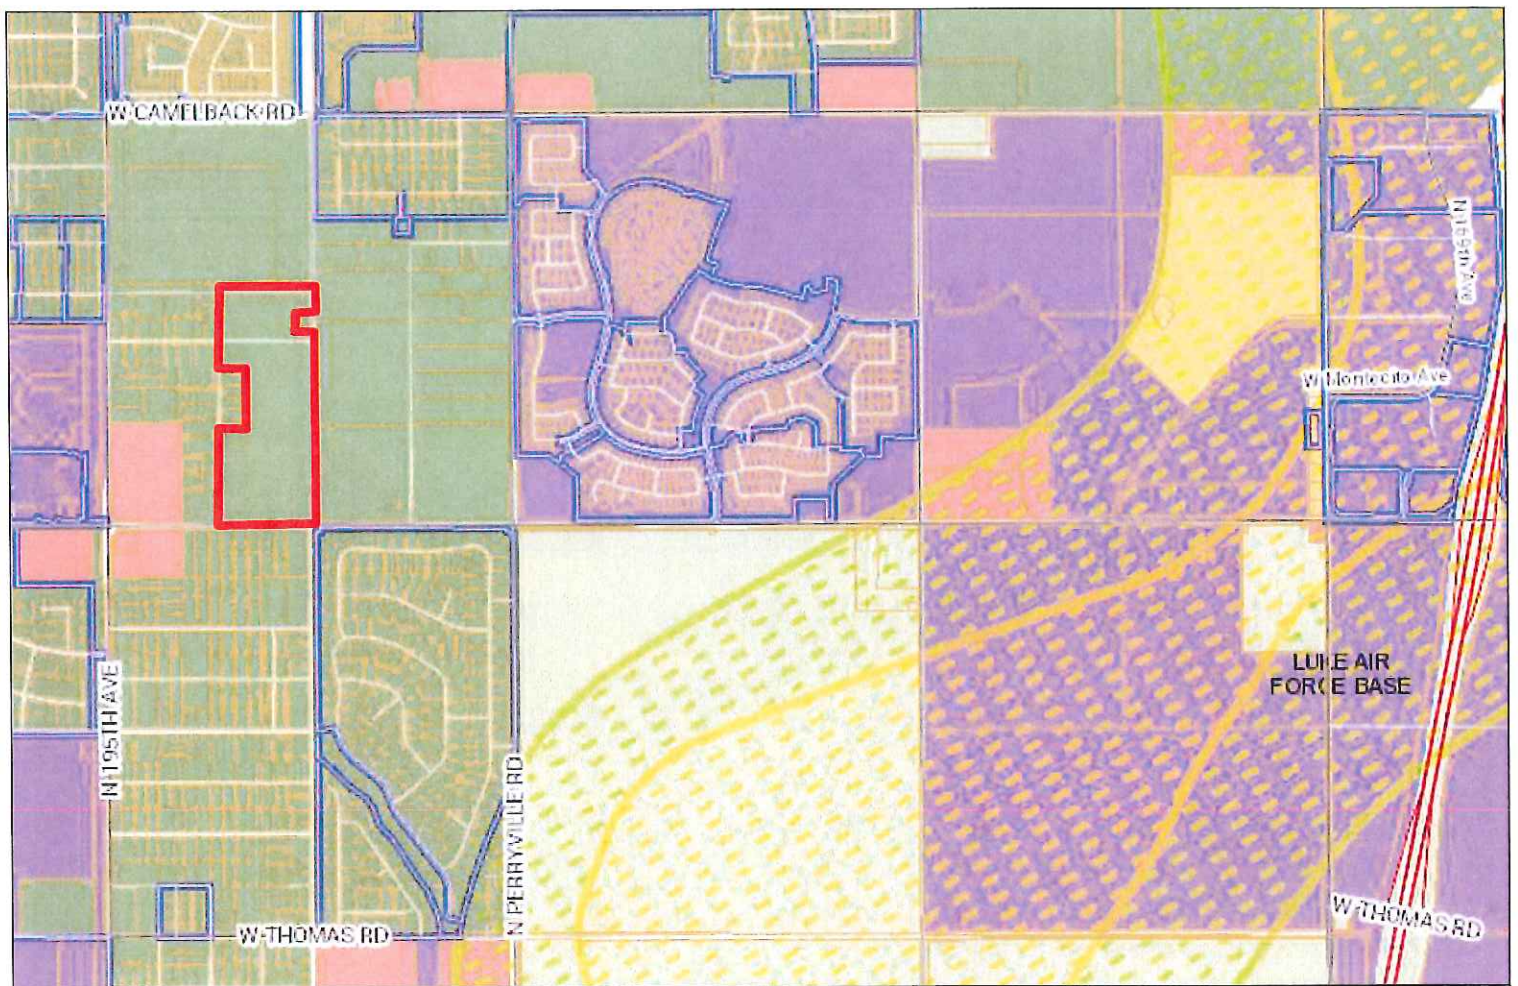 W CAMELBACK RD
N 169th Ave
W Montecito Ave
LUKE AIR
FORCE BASE
N 195TH AVE
N PERRYVILLE RD
W THOMAS RD
W THOMAS RD